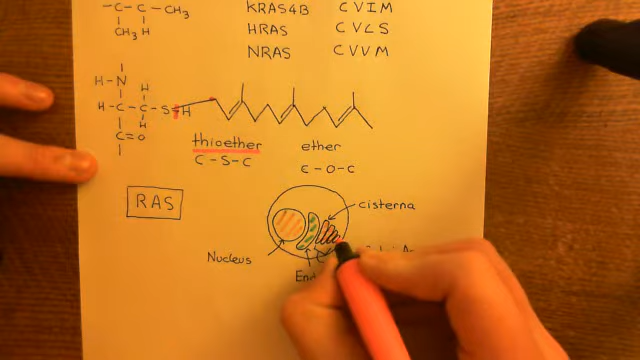 - C - C - CH3
CH3 H
KRAS4B CVIM
HRAS CVLS
NRAS CVVM
H-N
H
H-C-C-S-H
H
C=O
thioether ether
C-S-C C-O-C
RAS
cisterna
Nucleus